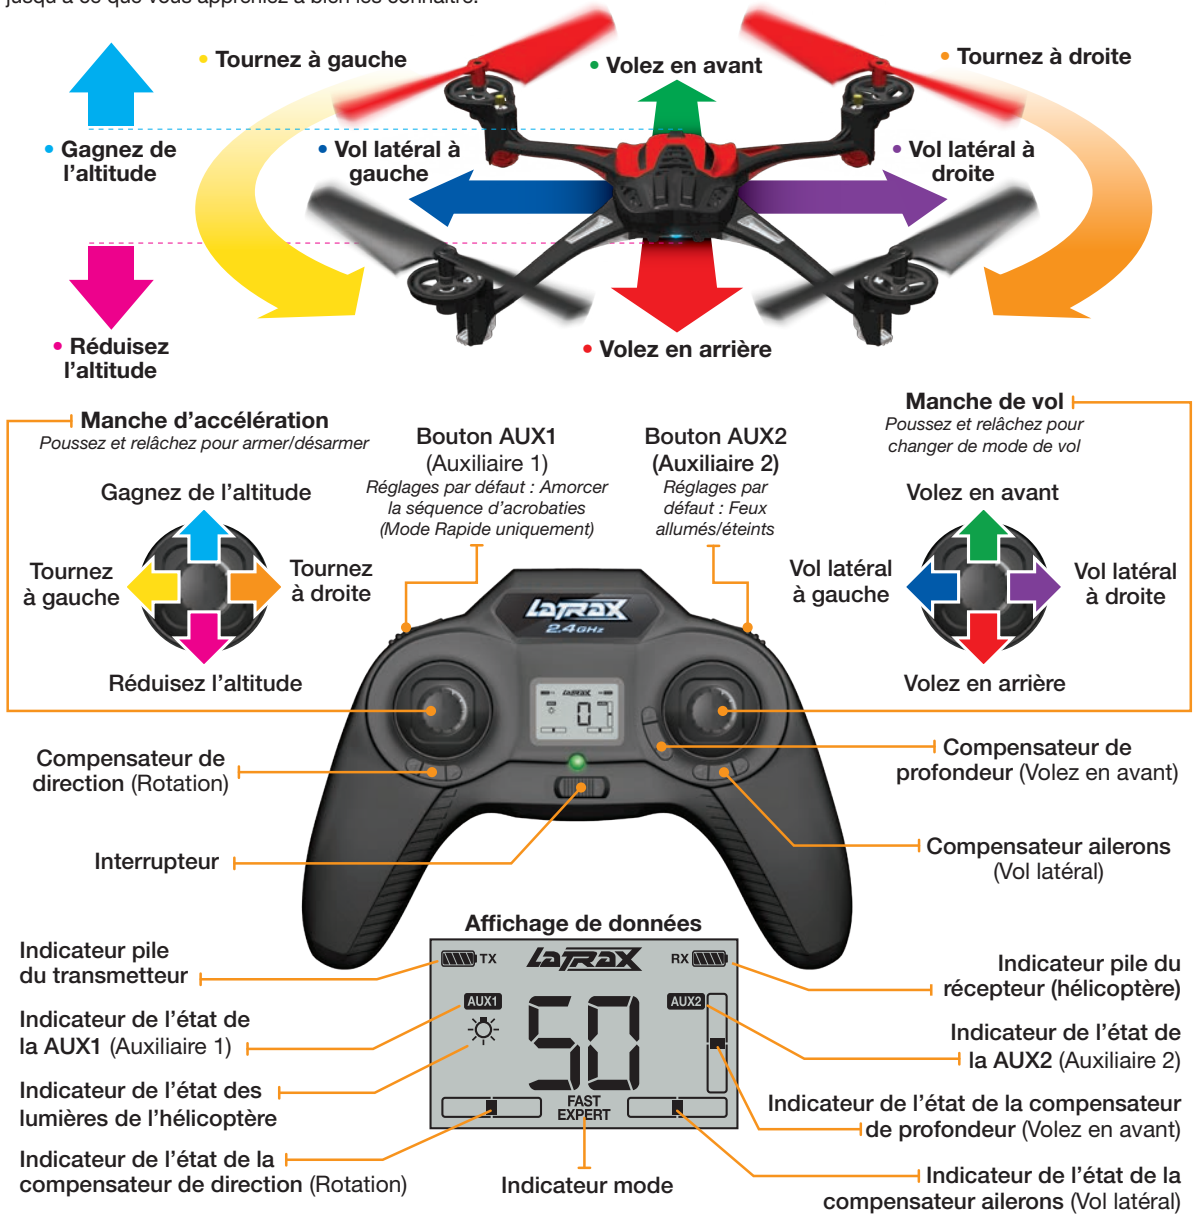 jusqu'à ce que vous appreniez à bien les connaître.
• Tournez à gauche
• Volez en avant
• Tournez à droite
• Gagnez de
l'altitude
• Vol latéral à
gauche
• Vol latéral à
droite
• Réduisez
l'altitude
• Volez en arrière
Manche d'accélération
Poussez et relâchez pour armer/désarmer
Gagnez de l'altitude
Tournez
à gauche
Tournez
à droite
Réduisez l'altitude
Bouton AUX1
(Auxiliaire 1)
Réglages par défaut : Amorcer
la séquence d'acrobaties
(Mode Rapide uniquement)
Bouton AUX2
(Auxiliaire 2)
Réglages par
défaut : Feux
allumés/éteints
Manche de vol
Poussez et relâchez pour
changer de mode de vol
Volez en avant
Vol latéral
à gauche
Vol latéral
à droite
Volez en arrière
LaTRAX
2.4GHz
LaTRAX
07
Compensateur de
direction (Rotation)
Interrupteur
Compensateur de
profondeur (Volez en avant)
Compensateur ailerons
(Vol latéral)
Affichage de données
TX
LaTRAX
RX
AUX1
50
AUX2
FAST
EXPERT
Indicateur pile
du transmetteur
Indicateur de l'état de
la AUX1 (Auxiliaire 1)
Indicateur de l'état des
lumières de l'hélicoptère
Indicateur de l'état de la
compensateur de direction (Rotation)
Indicateur mode
Indicateur pile du
récepteur (hélicoptère)
Indicateur de l'état de
la AUX2 (Auxiliaire 2)
Indicateur de l'état de la compensateur
de profondeur (Volez en avant)
Indicateur de l'état de la
compensateur ailerons (Vol latéral)